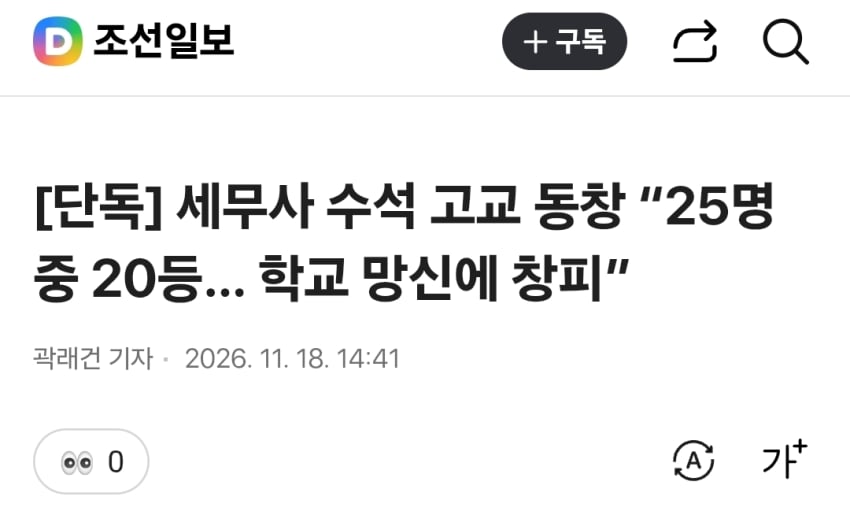 D 조선일보
+ 구독
[단독] 세무사 수석 고교 동창 “25명
중 20등... 학교 망신에 창피”
곽래건 기자 · 2026. 11. 18. 14:41
👀 0
A
가+